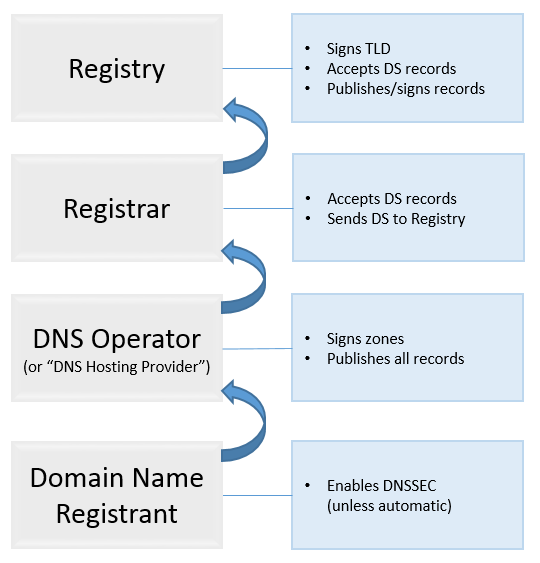 Registry
• Signs TLD
• Accepts DS records
• Publishes/signs records
Registrar
• Accepts DS records
• Sends DS to Registry
DNS Operator
(or “DNS Hosting Provider”)
• Signs zones
• Publishes all records
Domain Name
Registrant
• Enables DNSSEC
(unless automatic)